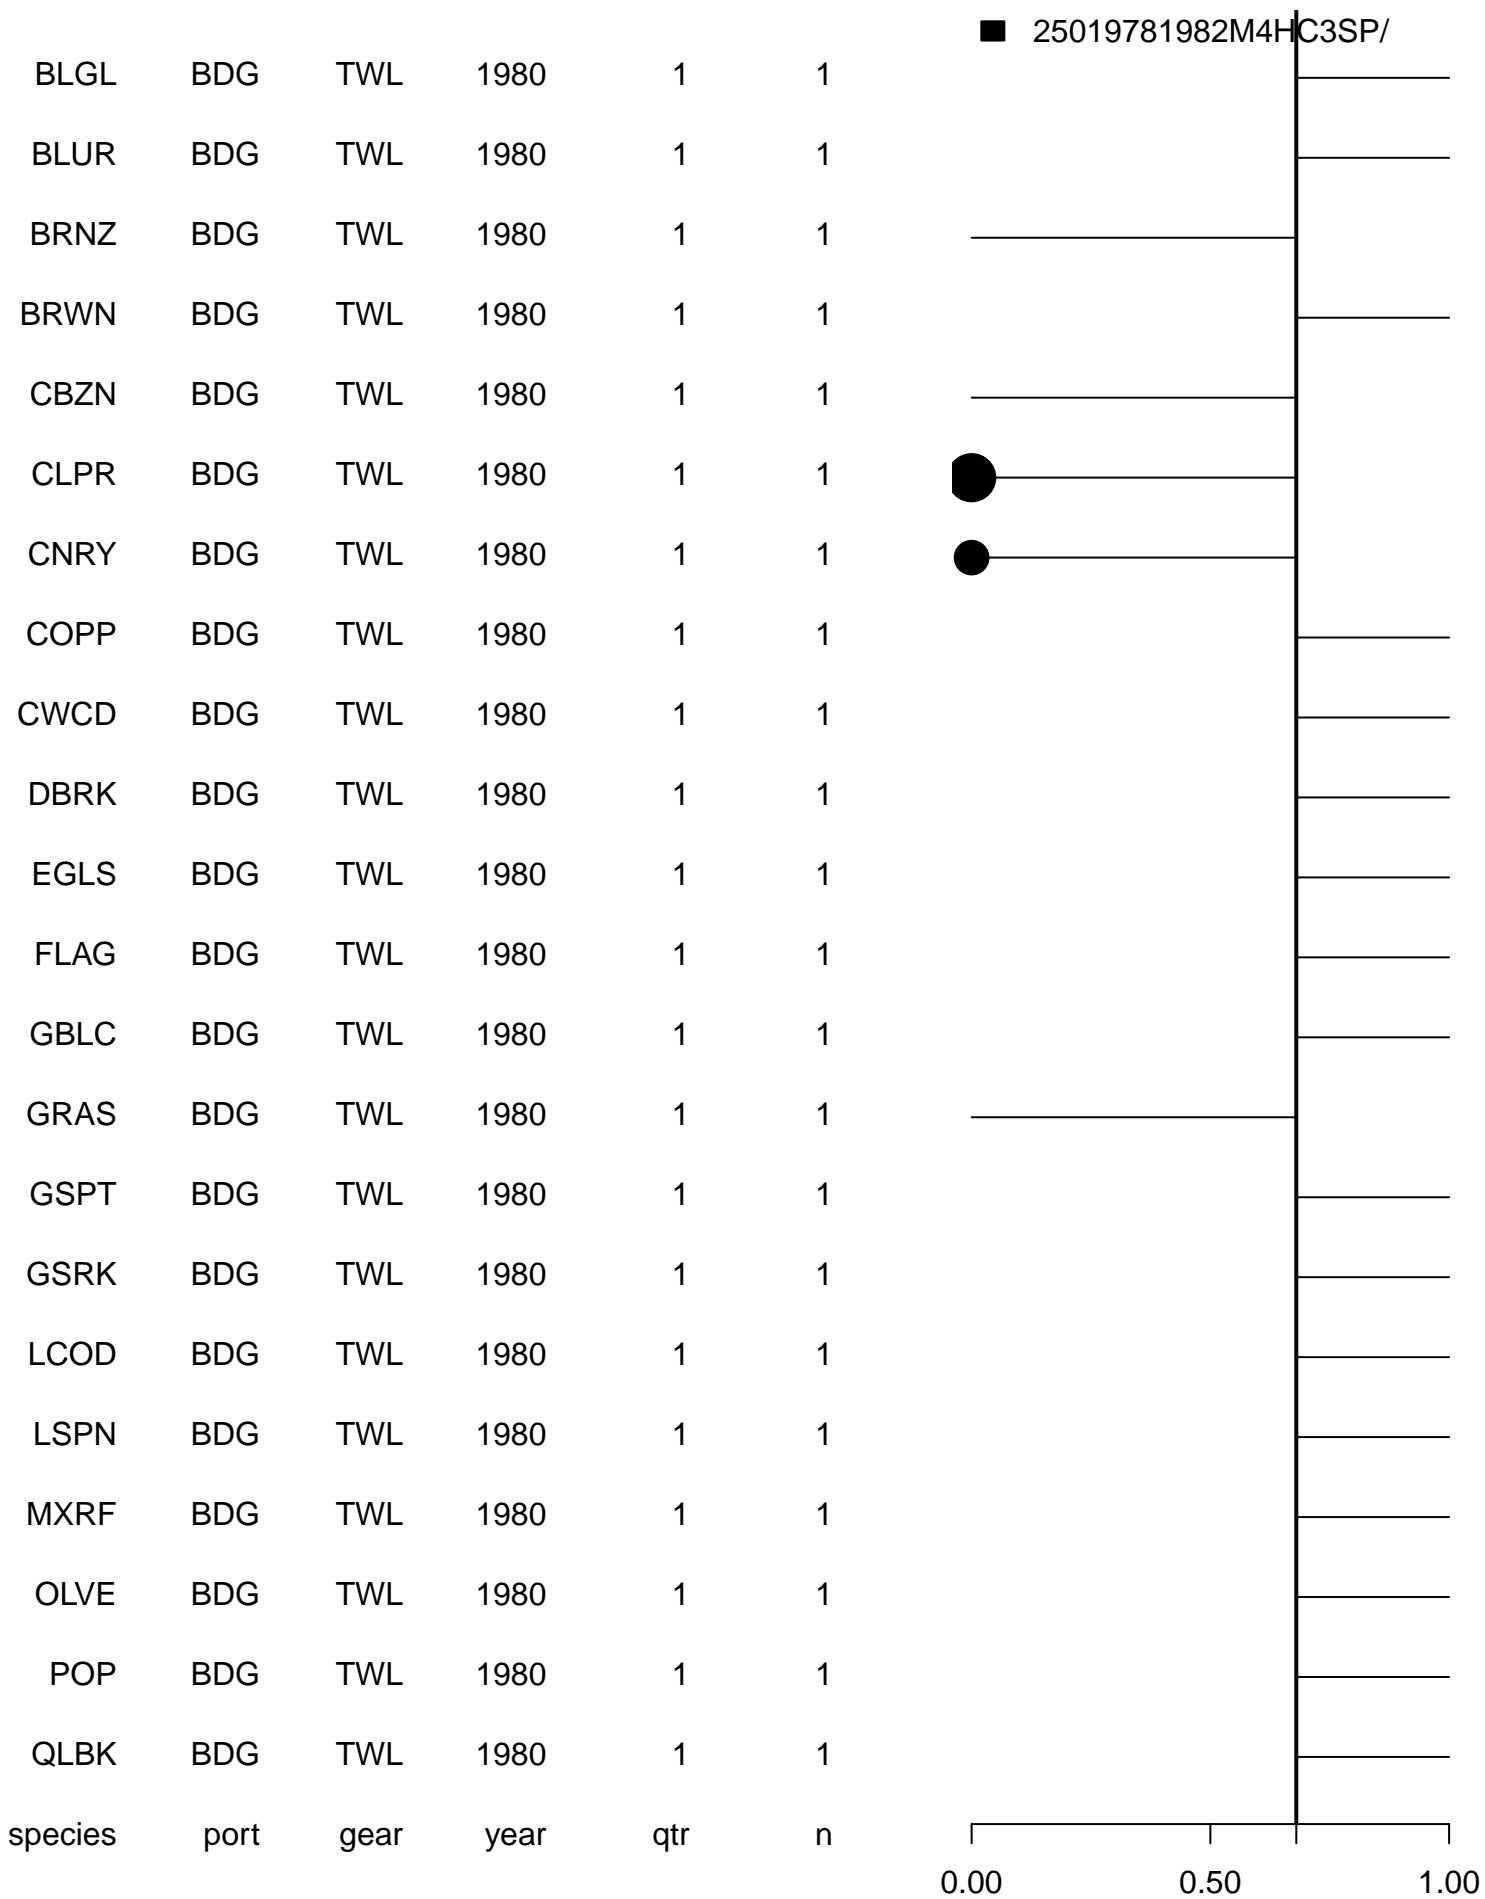 25019781982M4HC3SP/
BLGL BDG TWL 1980 1 1
BLUR BDG TWL 1980 1 1
BRNZ BDG TWL 1980 1 1
BRWN BDG TWL 1980 1 1
CBZN BDG TWL 1980 1 1
CLPR BDG TWL 1980 1 1
CNRY BDG TWL 1980 1 1
COPP BDG TWL 1980 1 1
CWCD BDG TWL 1980 1 1
DBRK BDG TWL 1980 1 1
EGLS BDG TWL 1980 1 1
FLAG BDG TWL 1980 1 1
GBLC BDG TWL 1980 1 1
GRAS BDG TWL 1980 1 1
GSPT BDG TWL 1980 1 1
GSRK BDG TWL 1980 1 1
LCOD BDG TWL 1980 1 1
LSPN BDG TWL 1980 1 1
MXRF BDG TWL 1980 1 1
OLVE BDG TWL 1980 1 1
POP BDG TWL 1980 1 1
QLBK BDG TWL 1980 1 1
species port gear year qtr n
0.00 0.50 1.00